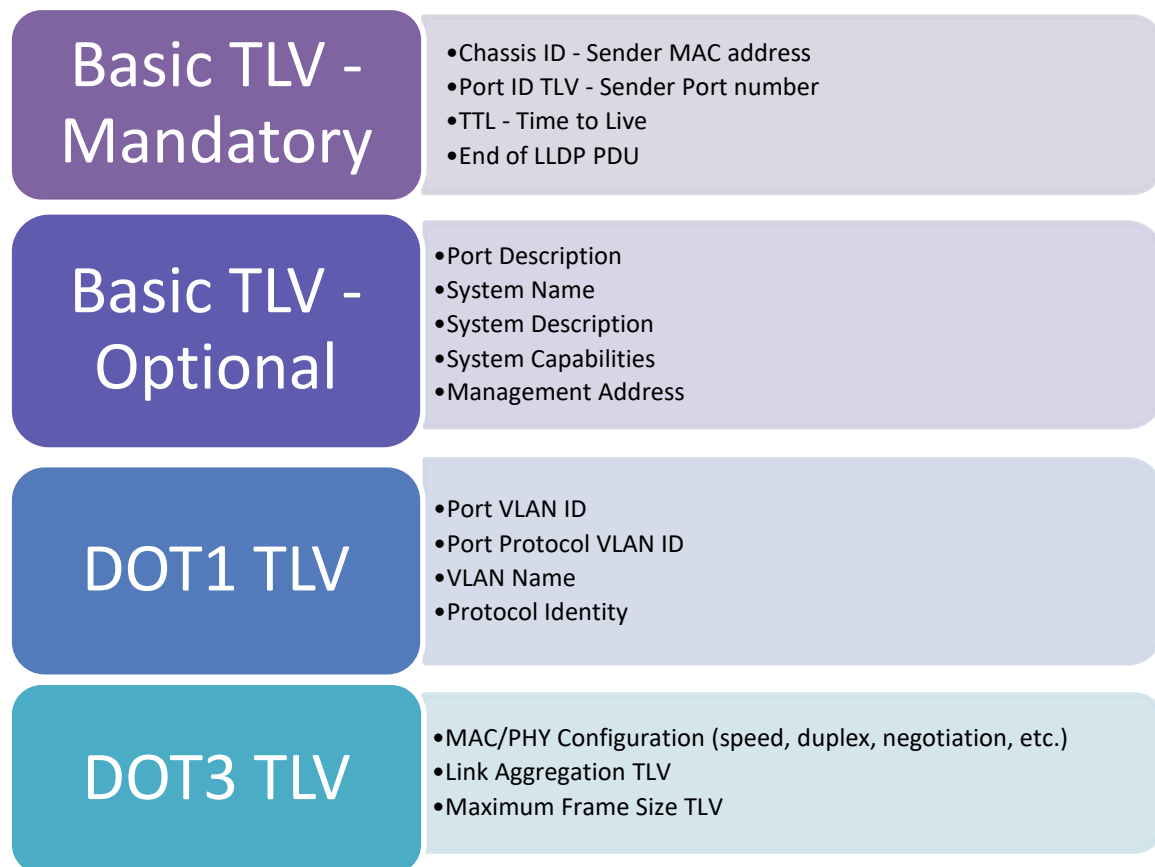 Basic TLV -
Mandatory
•Chassis ID - Sender MAC address
•Port ID TLV - Sender Port number
•TTL - Time to Live
•End of LLDP PDU
Basic TLV -
Optional
•Port Description
•System Name
•System Description
•System Capabilities
•Management Address
DOT1 TLV
•Port VLAN ID
•Port Protocol VLAN ID
•VLAN Name
•Protocol Identity
DOT3 TLV
•MAC/PHY Configuration (speed, duplex, negotiation, etc.)
•Link Aggregation TLV
•Maximum Frame Size TLV